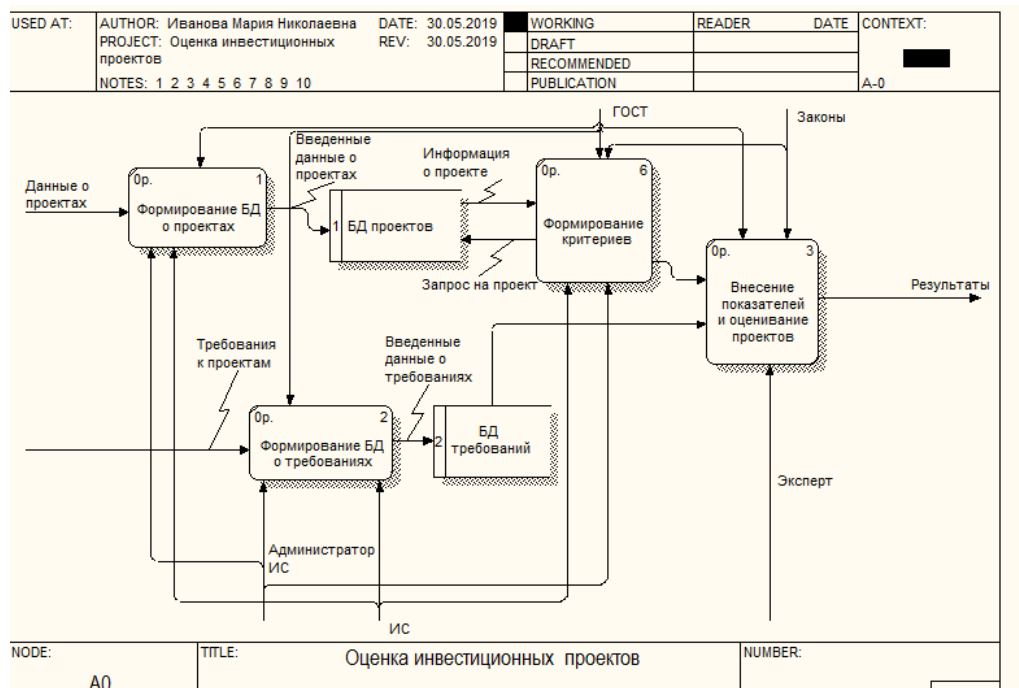 USED AT:
AUTHOR: Иванова Мария Николаевна
DATE: 30.05.2019
PROJECT: Оценка инвестиционных
проектов
REV: 30.05.2019
NOTES: 1 2 3 4 5 6 7 8 9 10
WORKING
DRAFT
RECOMMENDED
PUBLICATION
READER DATE
CONTEXT:
A-0
ГОСТ
Законы
Введенные
данные о
проектах
Информация
о проекте
Данные о
проектах
0р. 1
Формирование БД
о проектах
1 БД проектов
0р. 6
Формирование
критериев
Запрос на проект
0р. 3
Внесение
показателей
и оценивание
проектов
Результаты
Требования
к проектам
Введенные
данные о
требованиях
0р. 2
Формирование БД
о требованиях
2 БД
требований
Эксперт
Администратор
ИС
ИС
NODE:
A0
TITLE:
Оценка инвестиционных проектов
NUMBER: